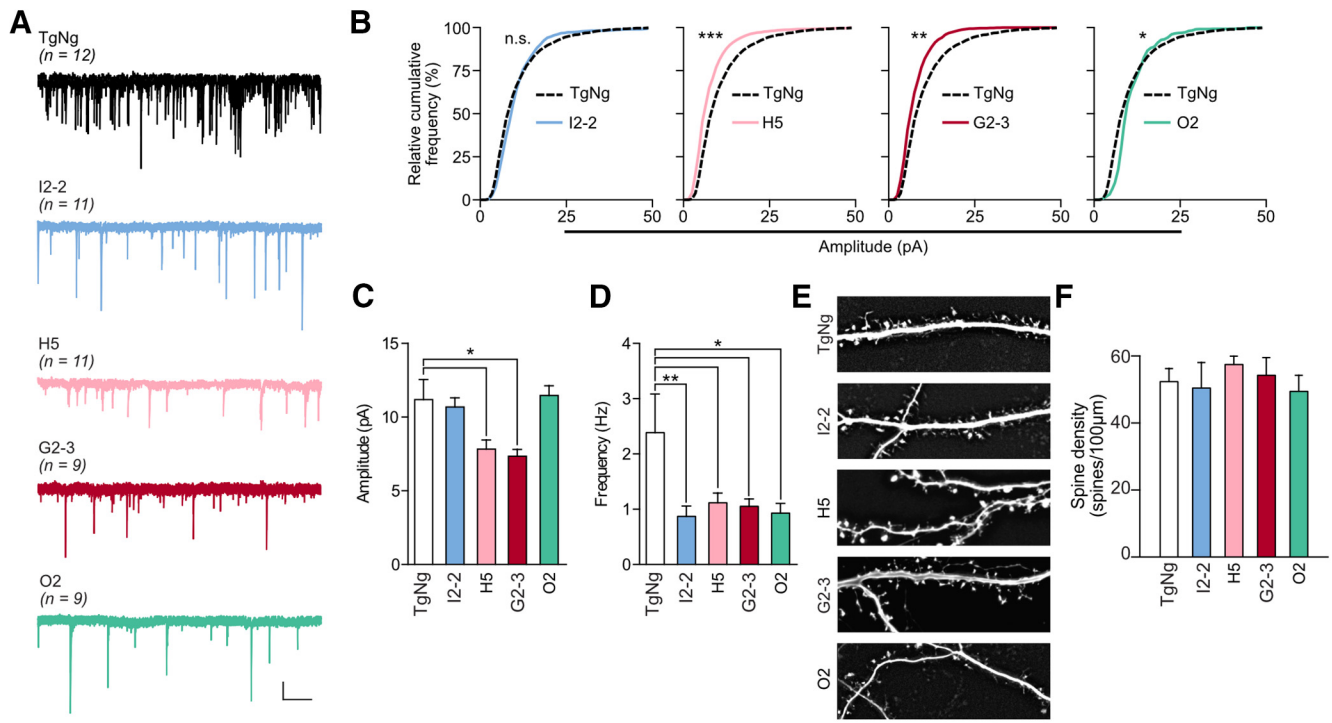 A
TgNg
(n = 12)
I2-2
(n = 11)
H5
(n = 11)
G2-3
(n = 9)
O2
(n = 9)
B
Relative cumulative
frequency (%)
100
75
50
25
0
n.s.
TgNg
I2-2
0 25 50
***
TgNg
H5
0 25 50
**
TgNg
G2-3
0 25 50
*
TgNg
O2
0 25 50
Amplitude (pA)
C
Amplitude (pA)
15
10
5
0
*
TgNg I2-2 H5 G2-3 O2
D
Frequency (Hz)
4
3
2
1
0
*
**
TgNg I2-2 H5 G2-3 O2
E
TgNg
I2-2
H5
G2-3
O2
F
Spine density
(spines/100μm)
60
40
20
0
TgNg I2-2 H5 G2-3 O2